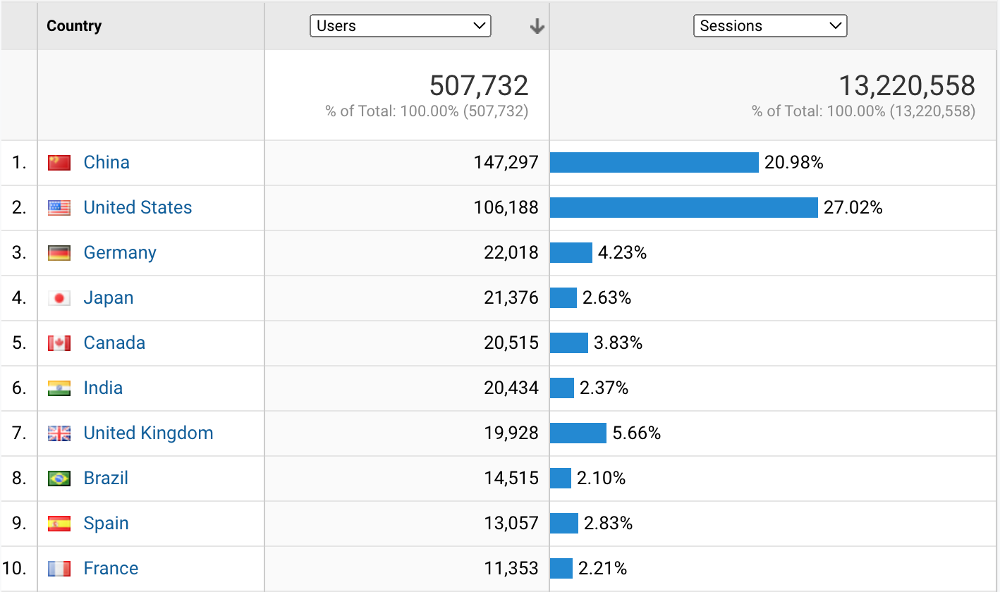 Country Users Sessions
507,732 13,220,558
% of Total: 100.00% (507,732) % of Total: 100.00% (13,220,558)
1. China 147,297 20.98%
2. United States 106,188 27.02%
3. Germany 22,018 4.23%
4. Japan 21,376 2.63%
5. Canada 20,515 3.83%
6. India 20,434 2.37%
7. United Kingdom 19,928 5.66%
8. Brazil 14,515 2.10%
9. Spain 13,057 2.83%
10. France 11,353 2.21%